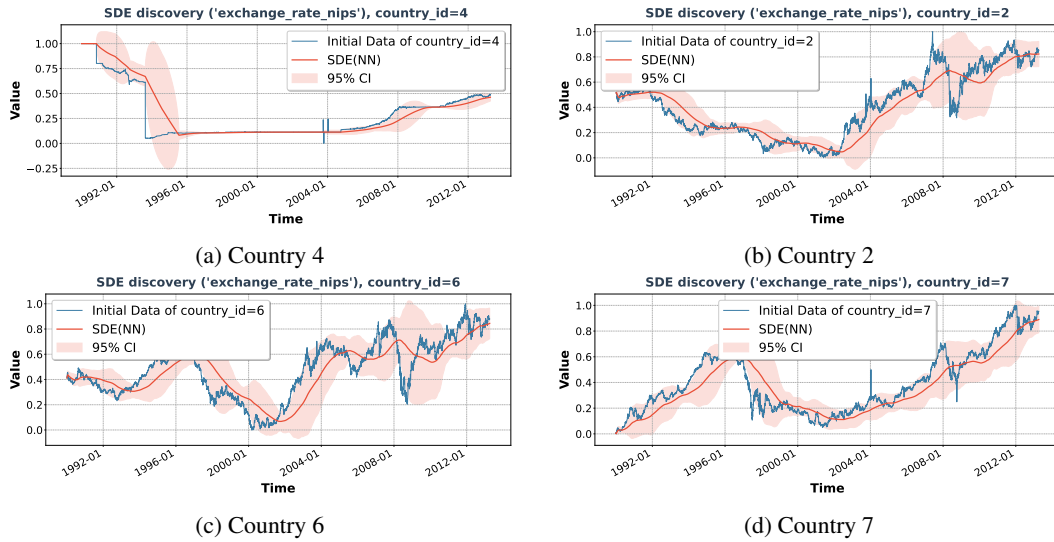 SDE discovery ('exchange_rate_nips'), country_id=4
Value
1.00
0.75
0.50
0.25
0.00
−0.25
Initial Data of country_id=4
SDE(NN)
95% CI
1992-01
1996-01
2000-01
2004-01
2008-01
2012-01
Time
(a) Country 4
SDE discovery ('exchange_rate_nips'), country_id=2
Value
1.0
0.8
0.6
0.4
0.2
0.0
Initial Data of country_id=2
SDE(NN)
95% CI
1992-01
1996-01
2000-01
2004-01
2008-01
2012-01
Time
(b) Country 2
SDE discovery ('exchange_rate_nips'), country_id=6
Value
1.0
0.8
0.6
0.4
0.2
0.0
Initial Data of country_id=6
SDE(NN)
95% CI
1992-01
1996-01
2000-01
2004-01
2008-01
2012-01
Time
(c) Country 6
SDE discovery ('exchange_rate_nips'), country_id=7
Value
1.0
0.8
0.6
0.4
0.2
0.0
Initial Data of country_id=7
SDE(NN)
95% CI
1992-01
1996-01
2000-01
2004-01
2008-01
2012-01
Time
(d) Country 7